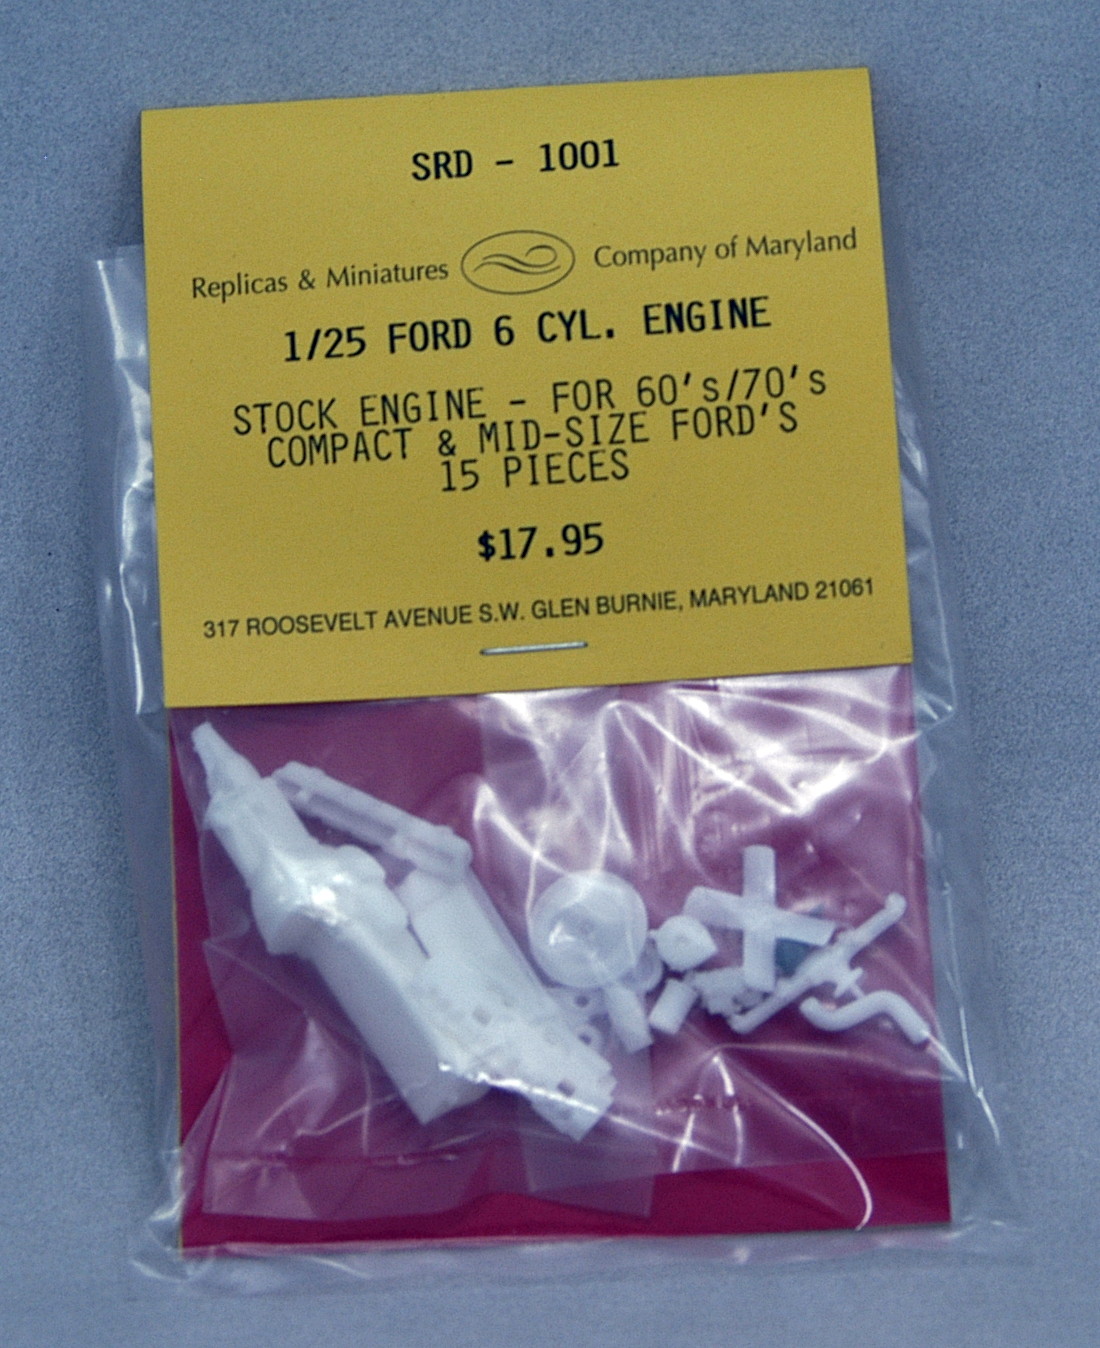 SRD - 1001
Replicas & Miniatures Company of Maryland
1/25 FORD 6 CYL. ENGINE
STOCK ENGINE - FOR 60's/70's
COMPACT & MID-SIZE FORD'S
15 PIECES
$17.95
317 ROOSEVELT AVENUE S.W. GLEN BURNIE, MARYLAND 21061